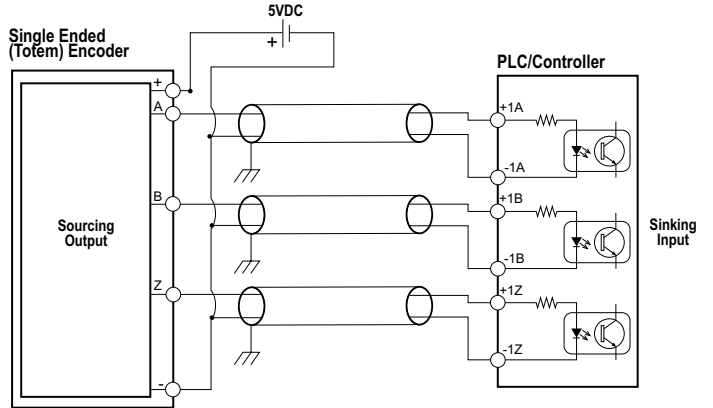 5VDC
+
Single Ended
(Totem) Encoder
PLC/Controller
+
A
+1A
-1A
B
+1B
Sourcing
Output
Sinking
Input
-1B
Z
+1Z
-1Z
-